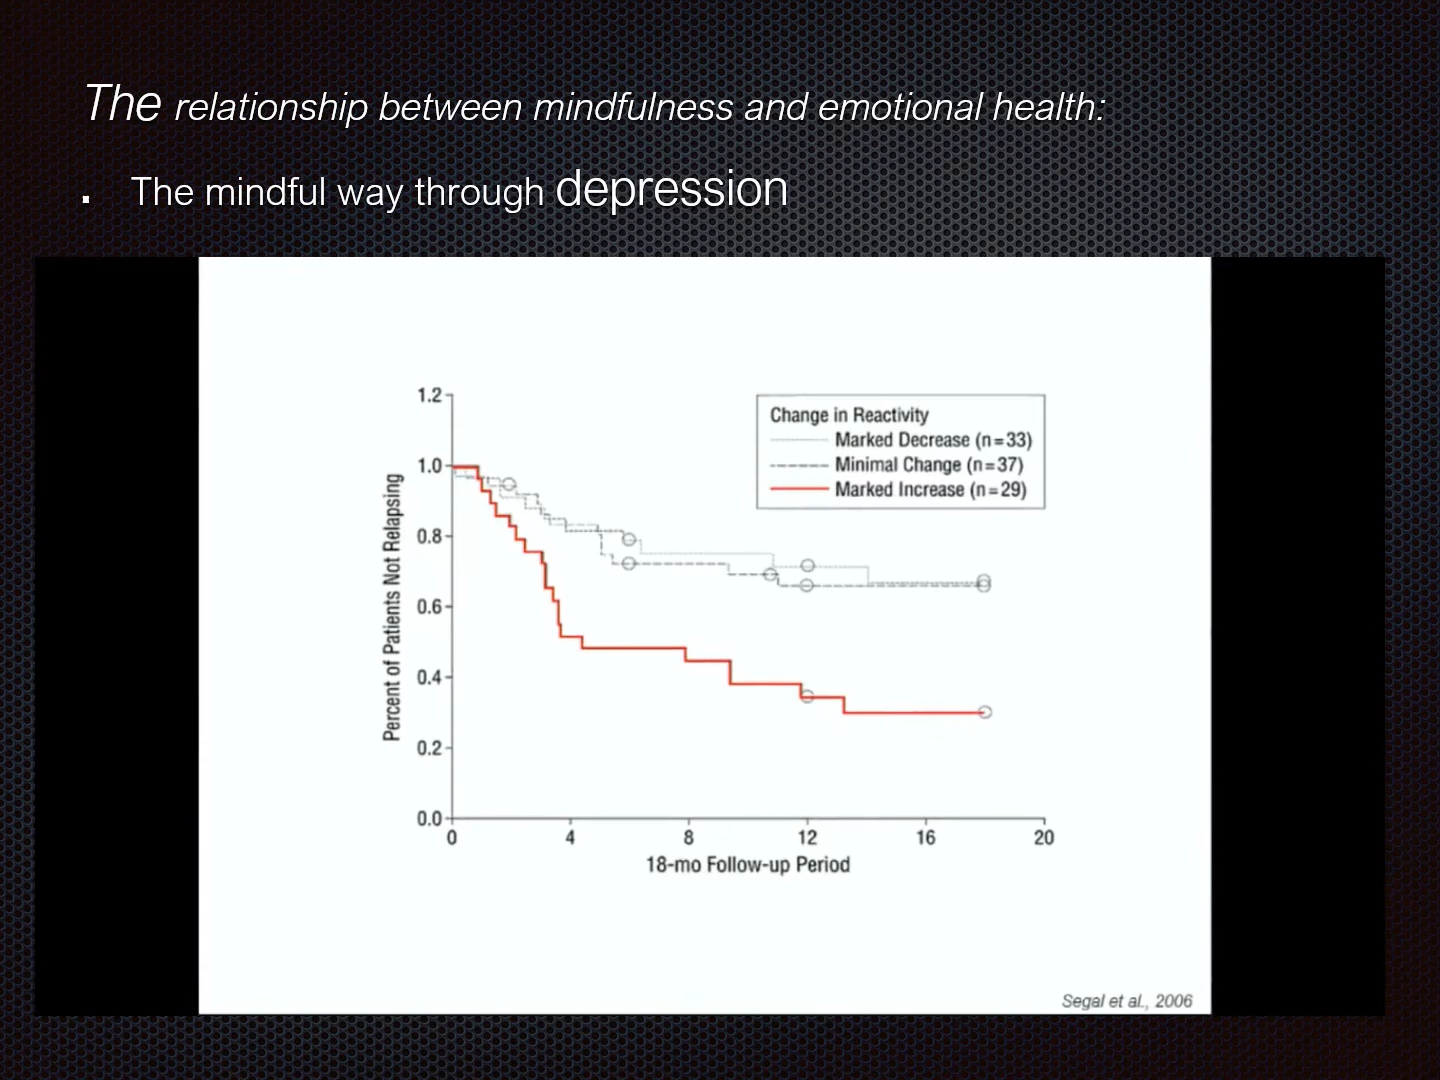 The relationship between mindfulness and emotional health:
▪ The mindful way through depression
1.2
1.0
0.8
0.6
0.4
0.2
0.0
Percent of Patients Not Relapsing
Change in Reactivity
Marked Decrease (n=33)
Minimal Change (n=37)
Marked Increase (n=29)
0 4 8 12 16 20
18-mo Follow-up Period
Segal et al., 2006